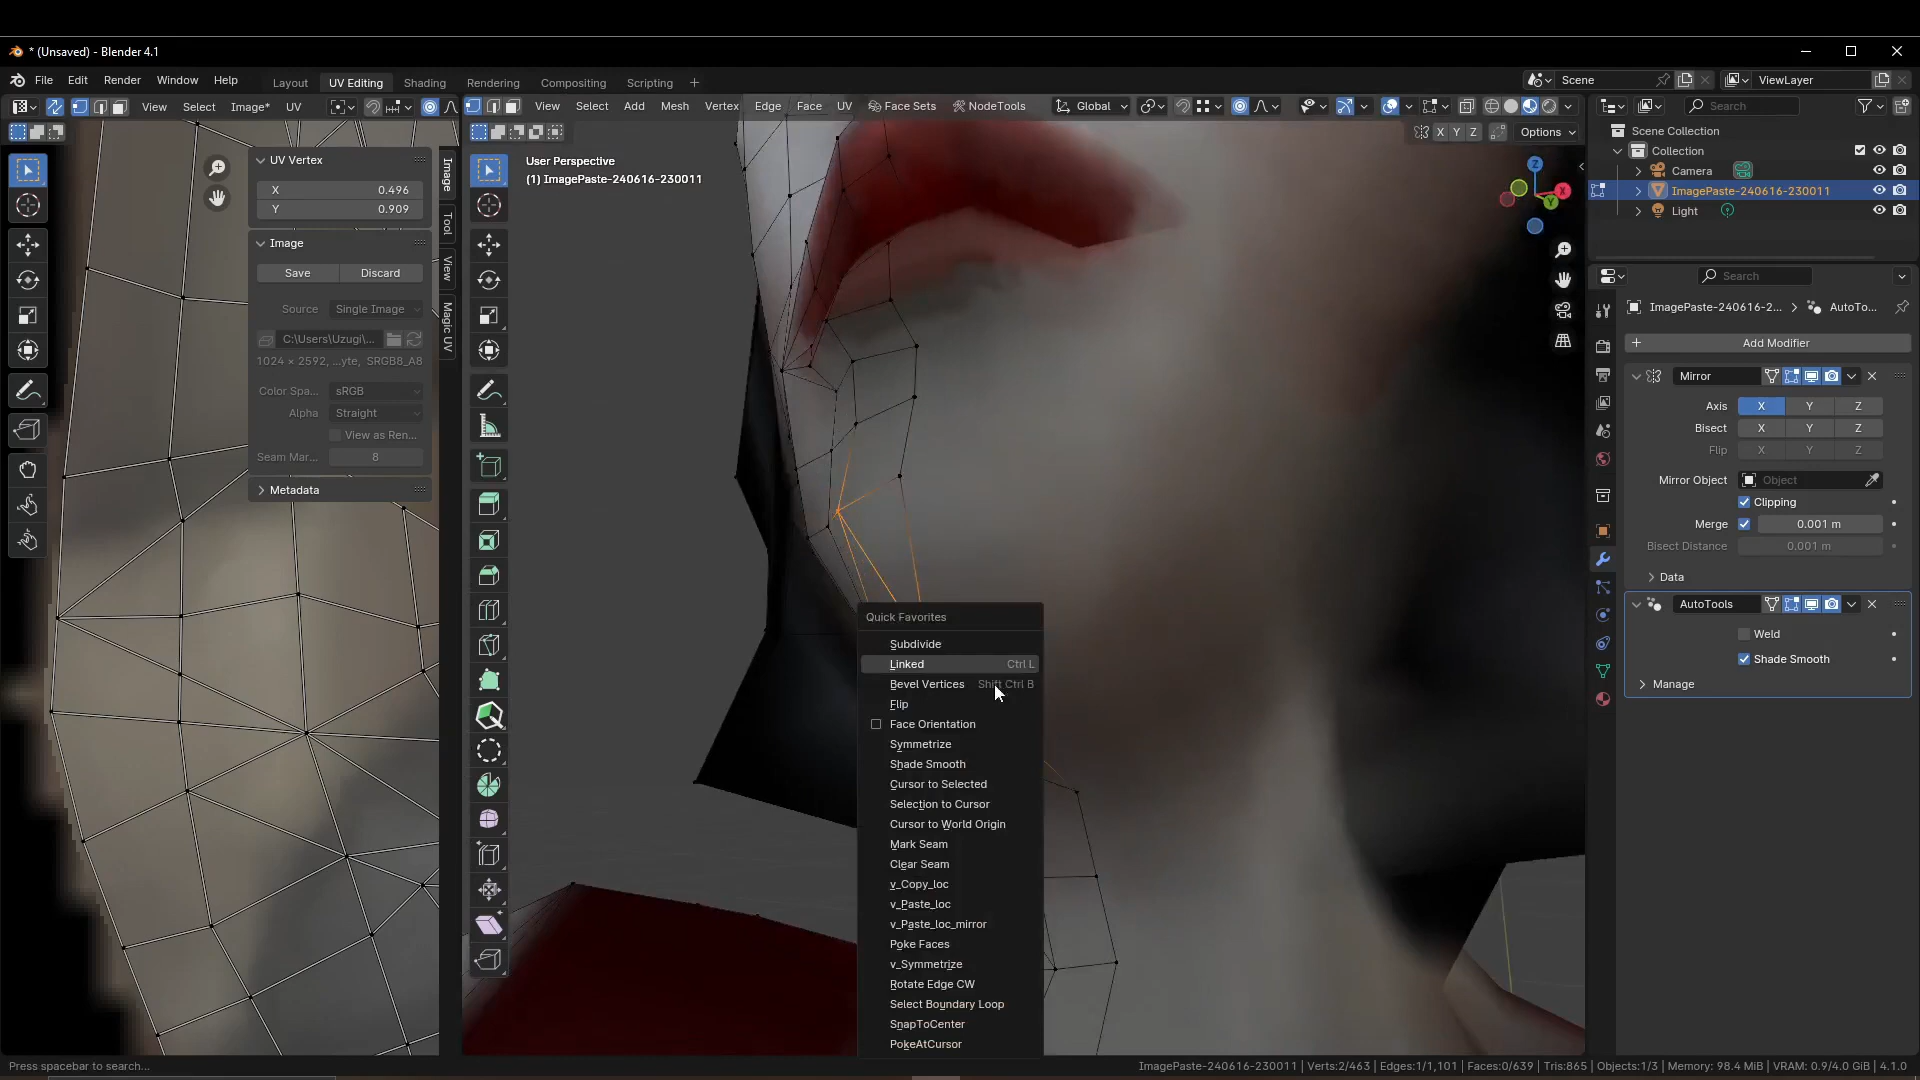 * (Unsaved) - Blender 4.1
File Edit Render Window Help
Layout UV Editing Shading Rendering Compositing Scripting +
Scene
ViewLayer
View Select Image* UV
View Select Add Mesh Vertex Edge Face UV Face Sets NodeTools
Global
Search
X Y Z
Options
User Perspective
(1) ImagePaste-240616-230011
UV Vertex
X 0.496
Y 0.909
Image
Save Discard
Source Single Image
C:\Users\Uzugi\...
1024 × 2592, ...yte, SRGB8_A8
Color Spa... sRGB
Alpha Straight
View as Ren...
Seam Mar... 8
Metadata
Image
Tool
View
Magic UV
Z
X
Y
Quick Favorites
Subdivide
Linked Ctrl L
Bevel Vertices Shift Ctrl B
Flip
Face Orientation
Symmetrize
Shade Smooth
Cursor to Selected
Selection to Cursor
Cursor to World Origin
Mark Seam
Clear Seam
v_Copy_loc
v_Paste_loc
v_Paste_loc_mirror
Poke Faces
v_Symmetrize
Rotate Edge CW
Select Boundary Loop
SnapToCenter
PokeAtCursor
Scene Collection
Collection
Camera
ImagePaste-240616-230011
Light
Search
ImagePaste-240616-2... AutoTo...
Add Modifier
Mirror
Axis X Y Z
Bisect X Y Z
Flip X Y Z
Mirror Object Object
Clipping
Merge 0.001 m
Bisect Distance 0.001 m
Data
AutoTools
Weld
Shade Smooth
Manage
Press spacebar to search...
ImagePaste-240616-230011 | Verts:2/463 | Edges:1/1,101 | Faces:0/639 | Tris:865 | Objects:1/3 | Memory: 98.4 MiB | VRAM: 0.9/4.0 GiB | 4.1.0